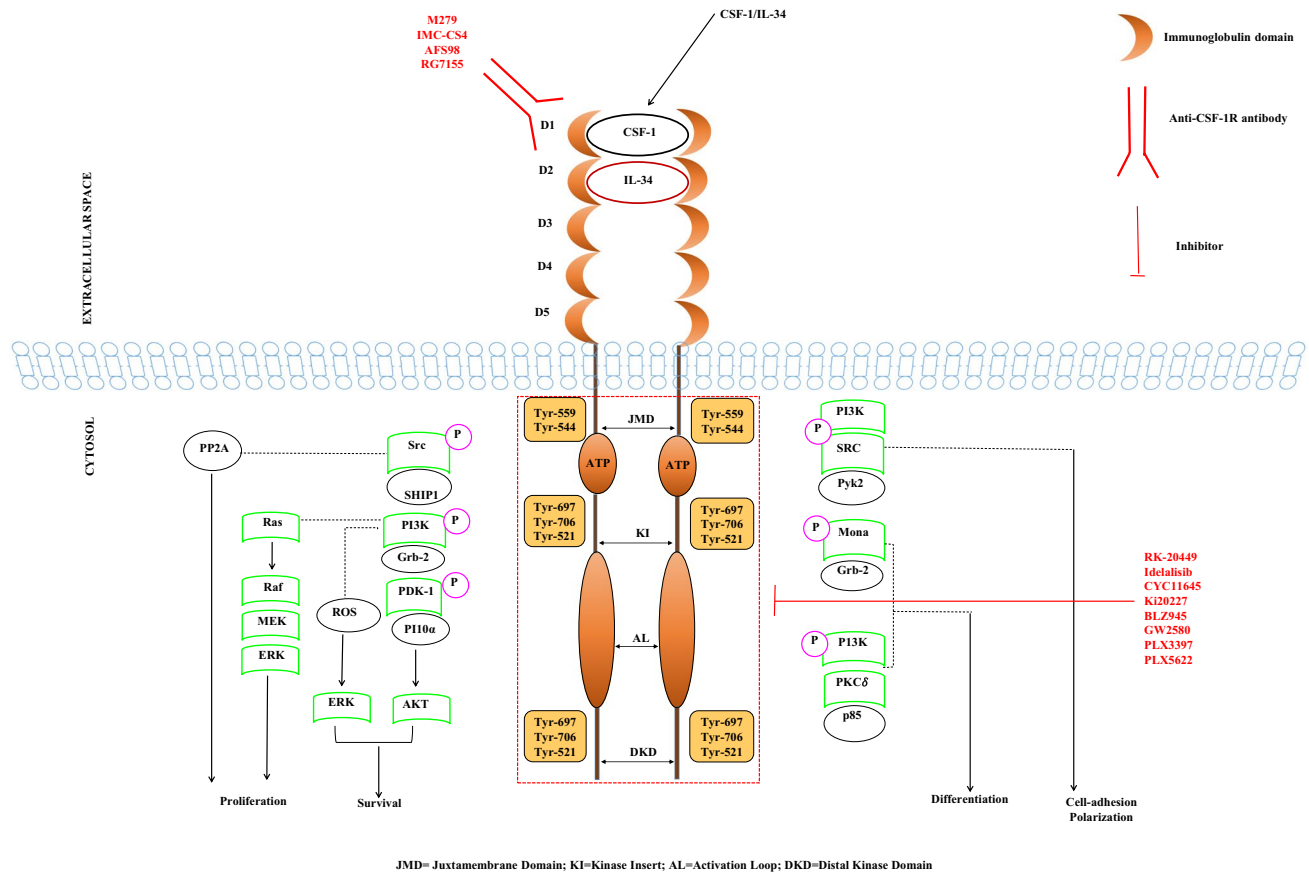 M279
IMC-CS4
AFS98
RG7155
CSF-1/IL-34
Immunoglobulin domain
Anti-CSF-1R antibody
Inhibitor
EXTRACELLULAR SPACE
D1
CSF-1
D2
IL-34
D3
D4
D5
CYTOSOL
PP2A
Src
P
SHIP1
Ras
PI3K
P
Grb-2
Raf
PDK-1
P
MEK
ROS
PI10α
ERK
ERK
AKT
Proliferation
Survival
Tyr-559
Tyr-544
JMD
Tyr-559
Tyr-544
ATP
ATP
Tyr-697
Tyr-706
Tyr-521
KI
Tyr-697
Tyr-706
Tyr-521
AL
Tyr-697
Tyr-706
Tyr-521
DKD
Tyr-697
Tyr-706
Tyr-521
PI3K
P
SRC
Pyk2
P
Mona
Grb-2
P
PI3K
PKCδ
p85
Differentiation
Cell-adhesion
Polarization
RK-20449
Idelalisib
CYC11645
Ki20227
BLZ945
GW2580
PLX3397
PLX5622
JMD= Juxtamembrane Domain; KI=Kinase Insert; AL=Activation Loop; DKD=Distal Kinase Domain